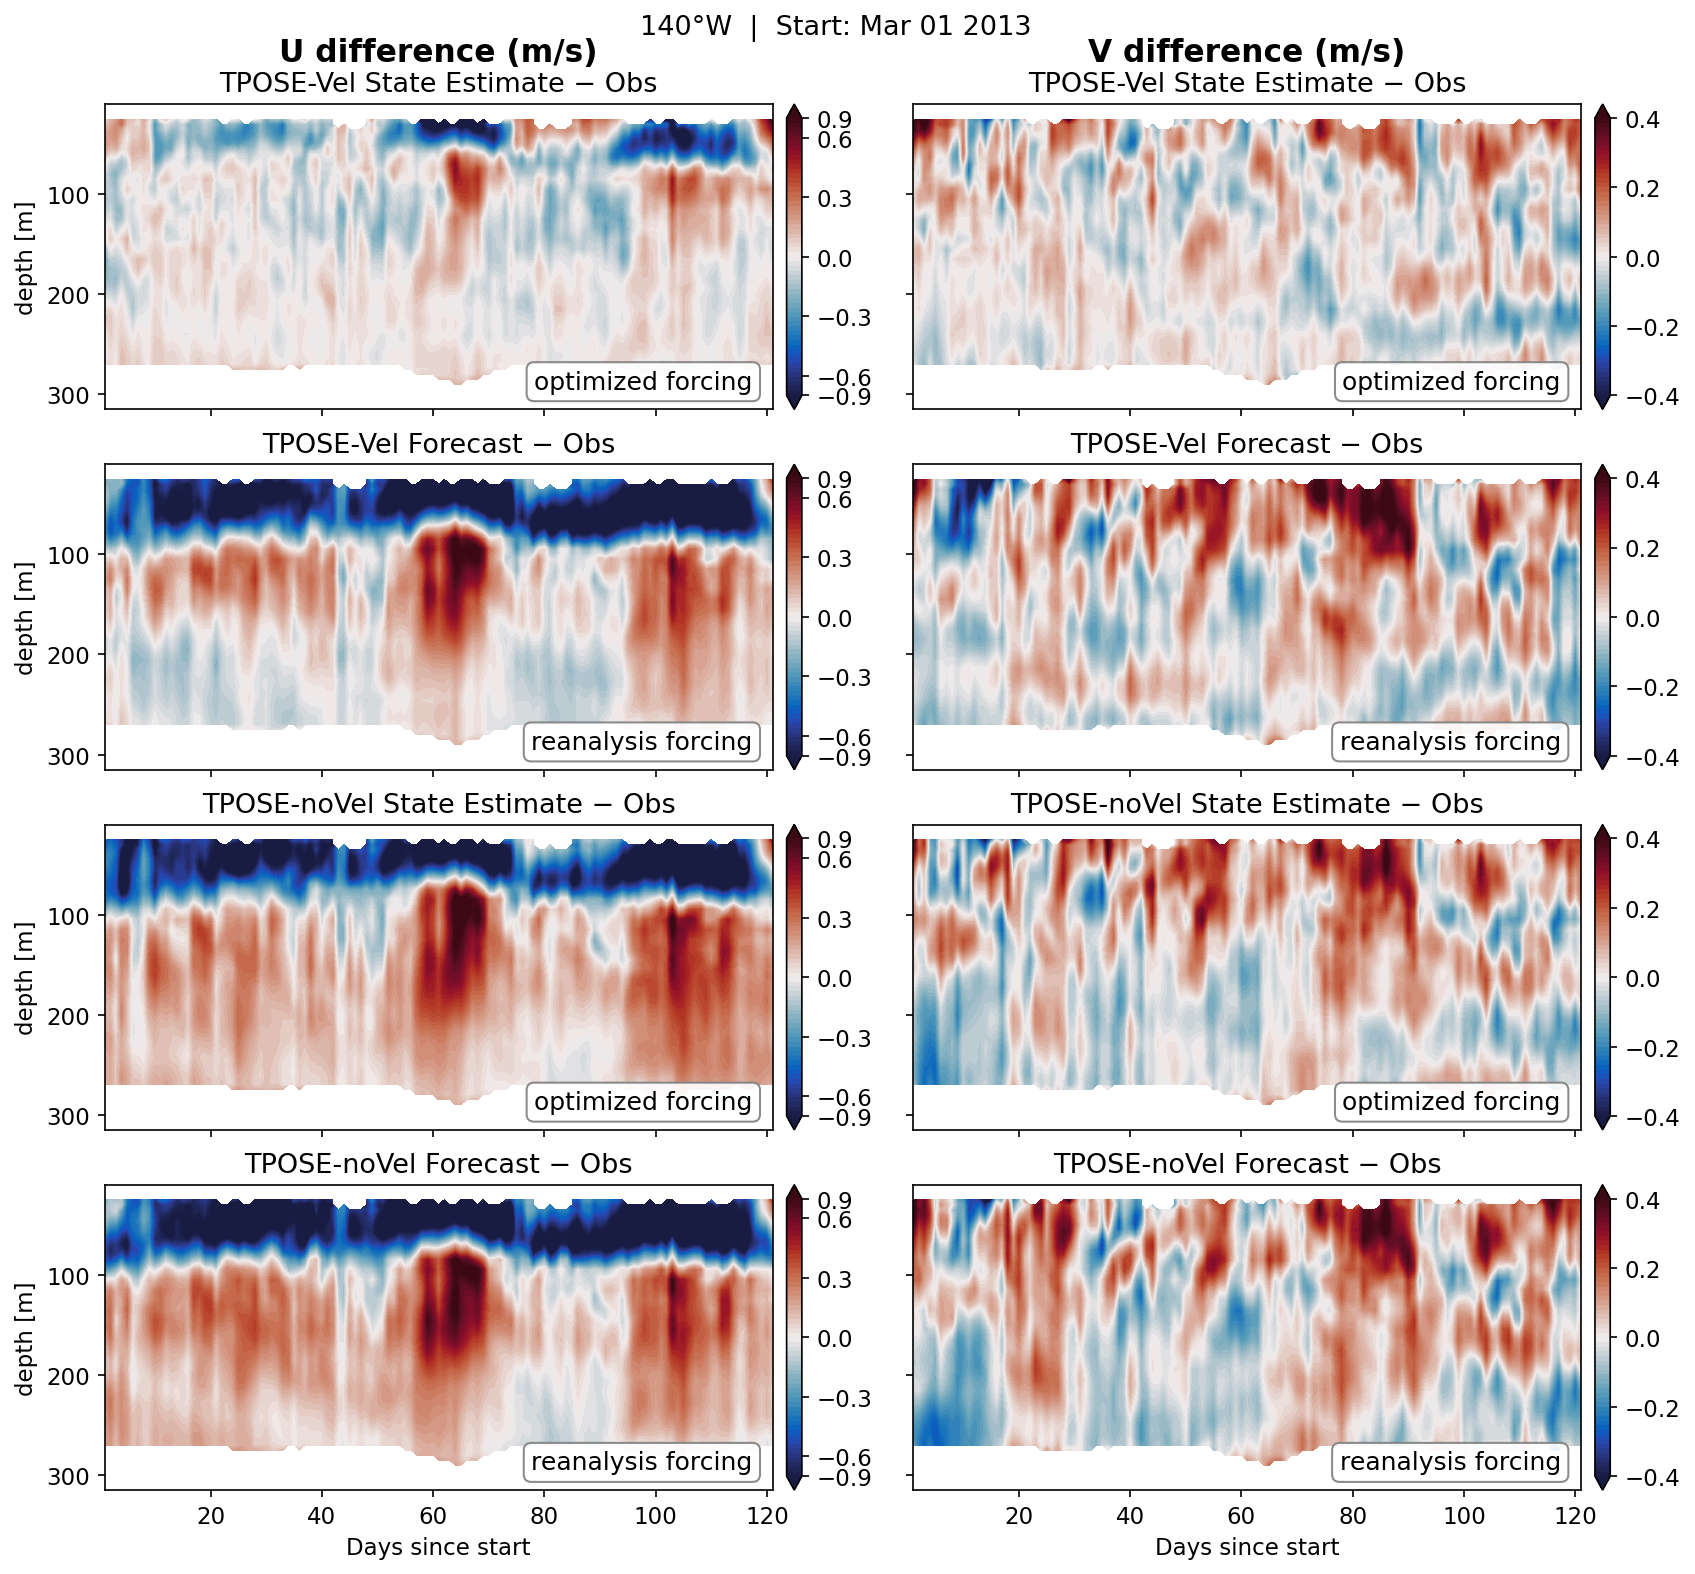 140°W | Start: Mar 01 2013
U difference (m/s)
V difference (m/s)
TPOSE-Vel State Estimate − Obs
TPOSE-Vel State Estimate − Obs
depth [m]
100
200
300
optimized forcing
0.9
0.6
0.3
0.0
−0.3
−0.6
−0.9
optimized forcing
0.4
0.2
0.0
−0.2
−0.4
TPOSE-Vel Forecast − Obs
TPOSE-Vel Forecast − Obs
depth [m]
100
200
300
reanalysis forcing
0.9
0.6
0.3
0.0
−0.3
−0.6
−0.9
reanalysis forcing
0.4
0.2
0.0
−0.2
−0.4
TPOSE-noVel State Estimate − Obs
TPOSE-noVel State Estimate − Obs
depth [m]
100
200
300
optimized forcing
0.9
0.6
0.3
0.0
−0.3
−0.6
−0.9
optimized forcing
0.4
0.2
0.0
−0.2
−0.4
TPOSE-noVel Forecast − Obs
TPOSE-noVel Forecast − Obs
depth [m]
100
200
300
reanalysis forcing
0.9
0.6
0.3
0.0
−0.3
−0.6
−0.9
reanalysis forcing
0.4
0.2
0.0
−0.2
−0.4
20 40 60 80 100 120
20 40 60 80 100 120
Days since start
Days since start